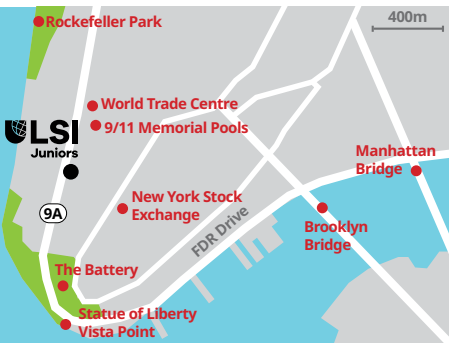 Rockefeller Park
400m
World Trade Centre
9/11 Memorial Pools
LSI
Juniors
Manhattan
Bridge
New York Stock
Exchange
9A
FDR Drive
Brooklyn
Bridge
The Battery
Statue of Liberty
Vista Point